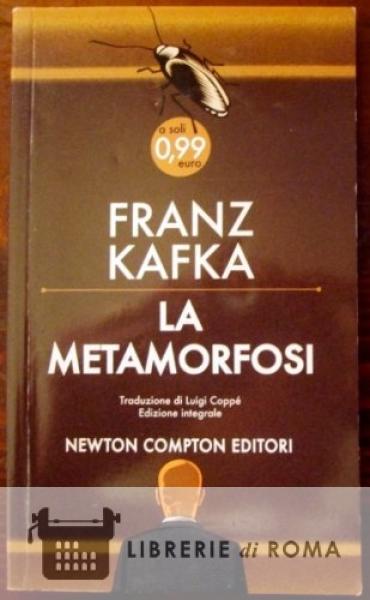 a soli
0,99
euro
FRANZ
KAFKA
LA
METAMORFOSI
Traduzione di Luigi Coppé
Edizione integrale
NEWTON COMPTON EDITORI
LIBRERIE di ROMA